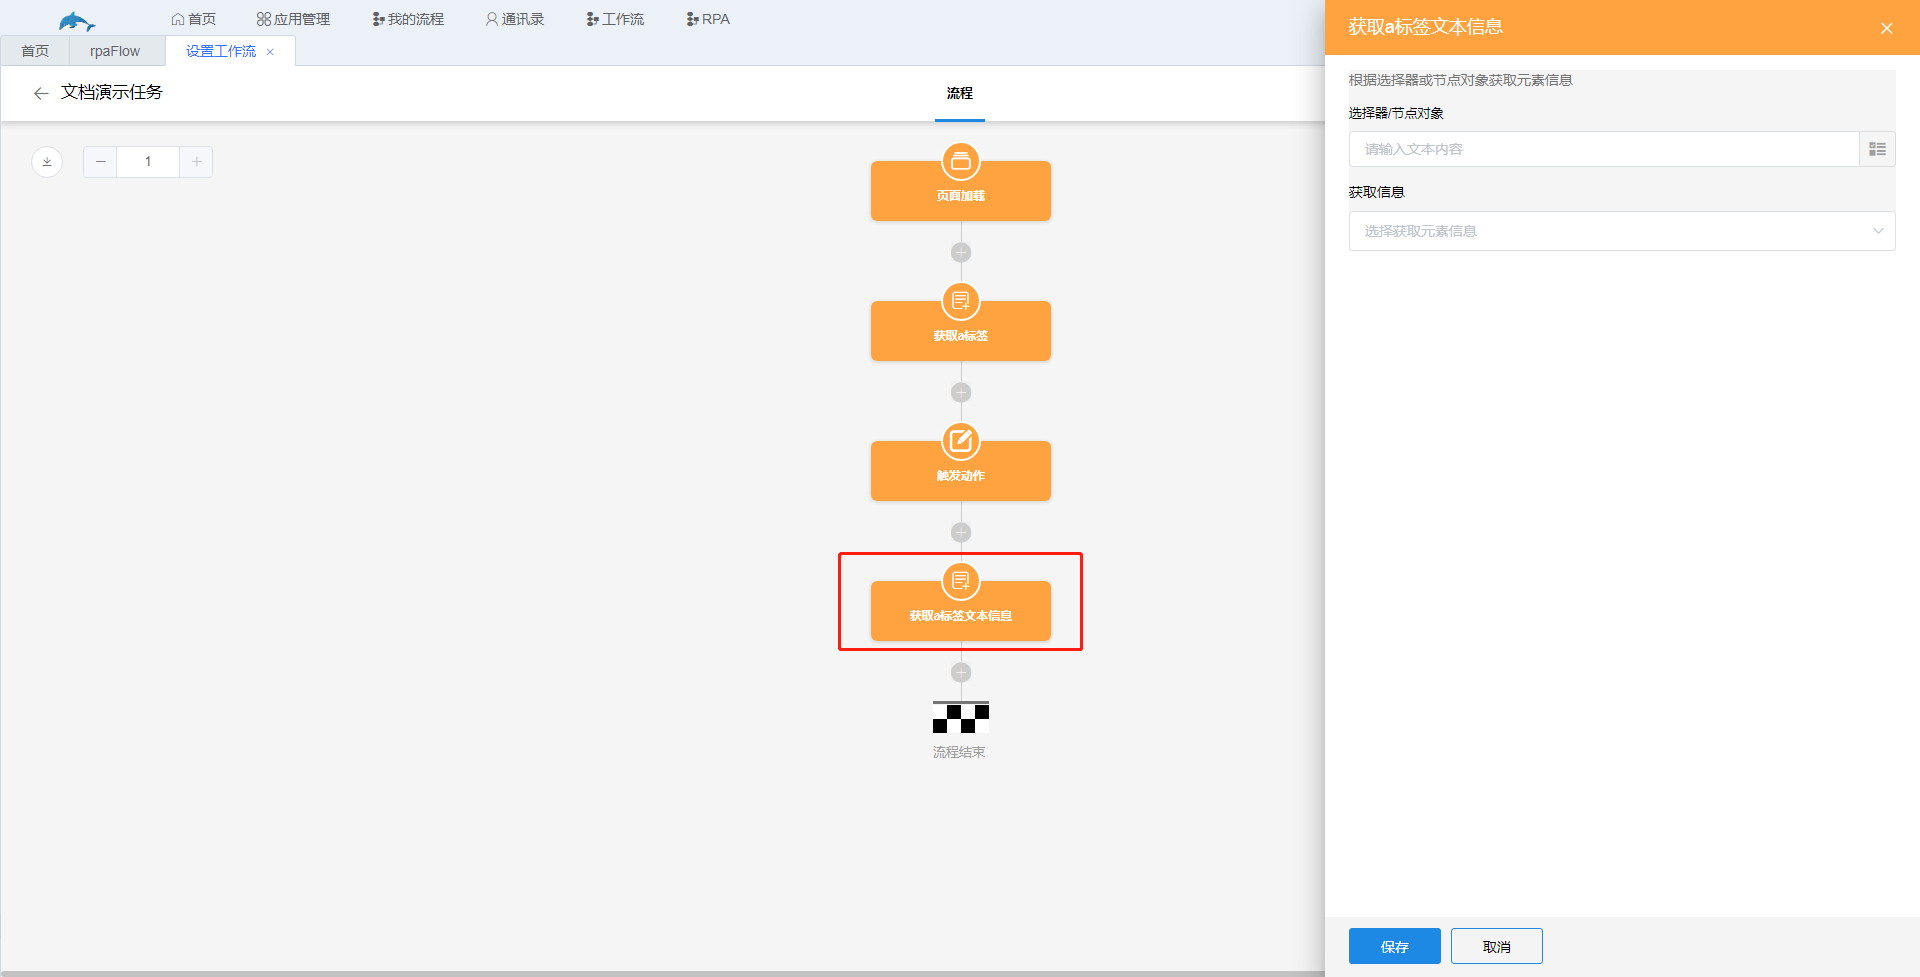 首页 应用管理 我的流程 通讯录 工作流 RPA
首页 rpaFlow 设置工作流
文档演示任务
流程
1
页面加载
获取a标签
触发动作
获取a标签文本信息
流程结束
获取a标签文本信息
根据选择器或节点对象获取元素信息
选择器/节点对象
请输入文本内容
获取信息
选择获取元素信息
保存 取消